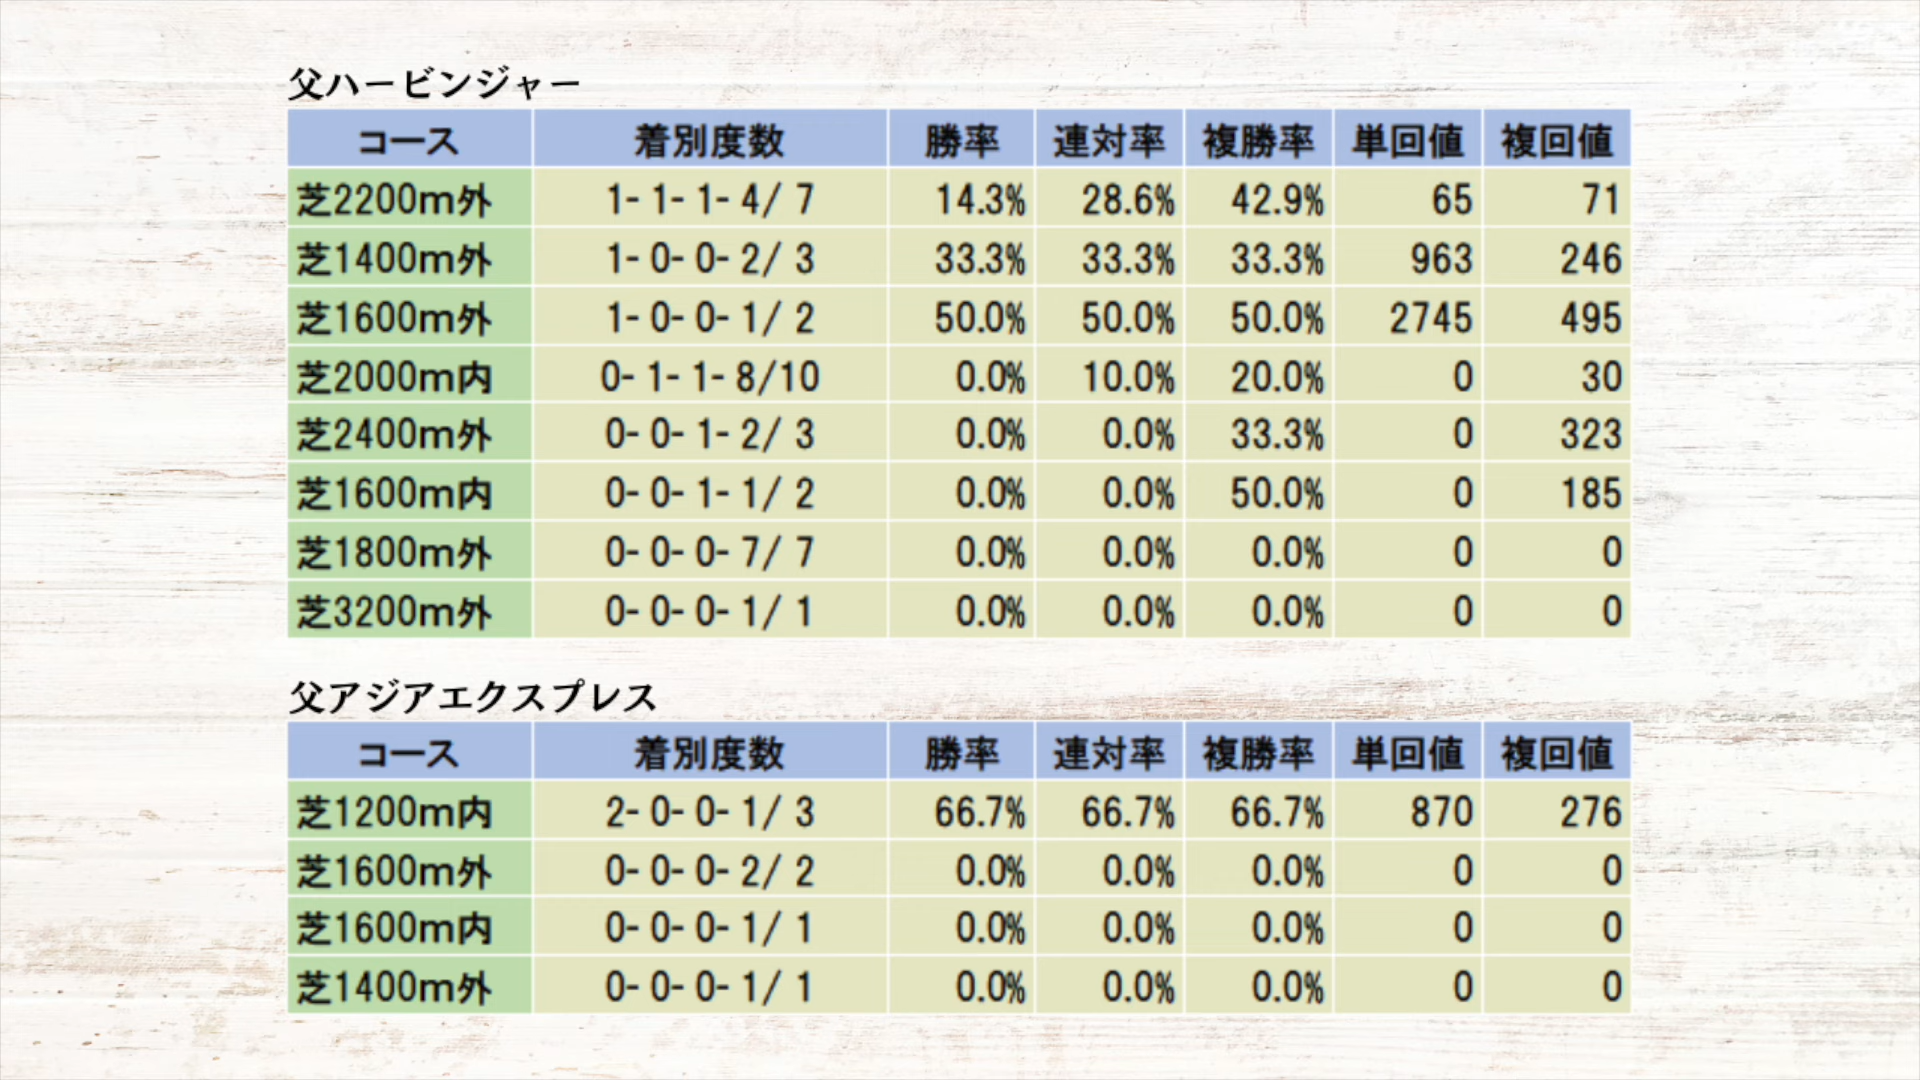 父ハービンジャー
コース 着別度数 勝率 連対率 複勝率 単回値 複回値
芝2200m外 1- 1- 1- 4/ 7 14.3% 28.6% 42.9% 65 71
芝1400m外 1- 0- 0- 2/ 3 33.3% 33.3% 33.3% 963 246
芝1600m外 1- 0- 0- 1/ 2 50.0% 50.0% 50.0% 2745 495
芝2000m内 0- 1- 1- 8/10 0.0% 10.0% 20.0% 0 30
芝2400m外 0- 0- 1- 2/ 3 0.0% 0.0% 33.3% 0 323
芝1600m内 0- 0- 1- 1/ 2 0.0% 0.0% 50.0% 0 185
芝1800m外 0- 0- 0- 7/ 7 0.0% 0.0% 0.0% 0 0
芝3200m外 0- 0- 0- 1/ 1 0.0% 0.0% 0.0% 0 0
父アジアエクスプレス
コース 着別度数 勝率 連対率 複勝率 単回値 複回値
芝1200m内 2- 0- 0- 1/ 3 66.7% 66.7% 66.7% 870 276
芝1600m外 0- 0- 0- 2/ 2 0.0% 0.0% 0.0% 0 0
芝1600m内 0- 0- 0- 1/ 1 0.0% 0.0% 0.0% 0 0
芝1400m外 0- 0- 0- 1/ 1 0.0% 0.0% 0.0% 0 0